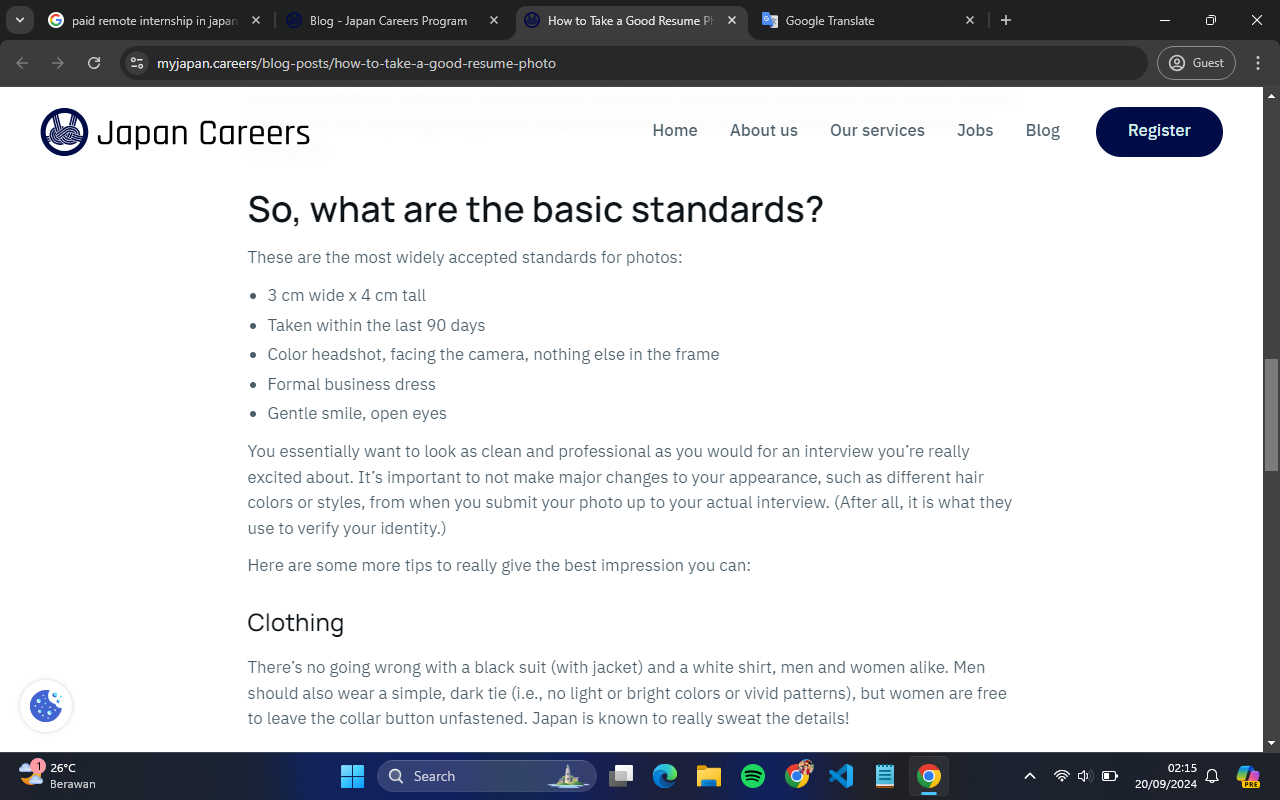 paid remote internship in japan
Blog - Japan Careers Program
How to Take a Good Resume Ph
Google Translate
myjapan.careers/blog-posts/how-to-take-a-good-resume-photo
Guest
Japan Careers
Home
About us
Our services
Jobs
Blog
Register
So, what are the basic standards?
These are the most widely accepted standards for photos:
3 cm wide x 4 cm tall
Taken within the last 90 days
Color headshot, facing the camera, nothing else in the frame
Formal business dress
Gentle smile, open eyes
You essentially want to look as clean and professional as you would for an interview you’re really
excited about. It’s important to not make major changes to your appearance, such as different hair
colors or styles, from when you submit your photo up to your actual interview. (After all, it is what they
use to verify your identity.)
Here are some more tips to really give the best impression you can:
Clothing
There’s no going wrong with a black suit (with jacket) and a white shirt, men and women alike. Men
should also wear a simple, dark tie (i.e., no light or bright colors or vivid patterns), but women are free
to leave the collar button unfastened. Japan is known to really sweat the details!
1
26°C
Berawan
Search
02:15
20/09/2024
PRE